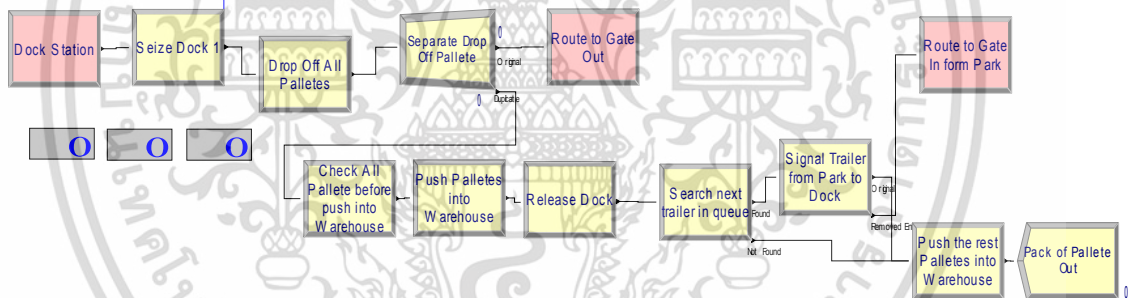 Dock Station
Seize Dock 1
Drop Off All
Palletes
Separate Drop
Off Pallete
0
Original
0
Duplicate
Route to Gate
Out
Route to Gate
In form Park
0
0
0
Check All
Pallete before
push into
Warehouse
Push Palletes
into
Warehouse
Release Dock
Search next
trailer in queue
Found
Not Found
Signal Trailer
from Park to
Dock
Original
Removed En
Push the rest
Palletes into
Warehouse
Pack of Pallete
Out
0